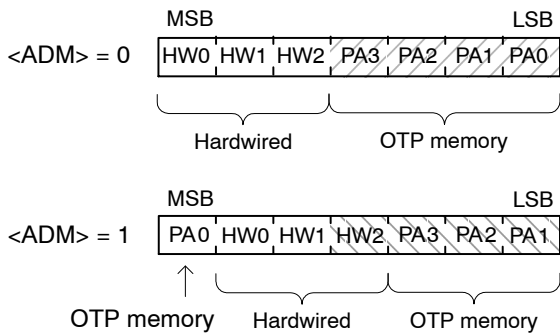 MSB LSB
<ADM> = 0 HW0 HW1 HW2 PA3 PA2 PA1 PA0
Hardwired OTP memory
MSB LSB
<ADM> = 1 PA0 HW0 HW1 HW2 PA3 PA2 PA1
OTP memory Hardwired OTP memory